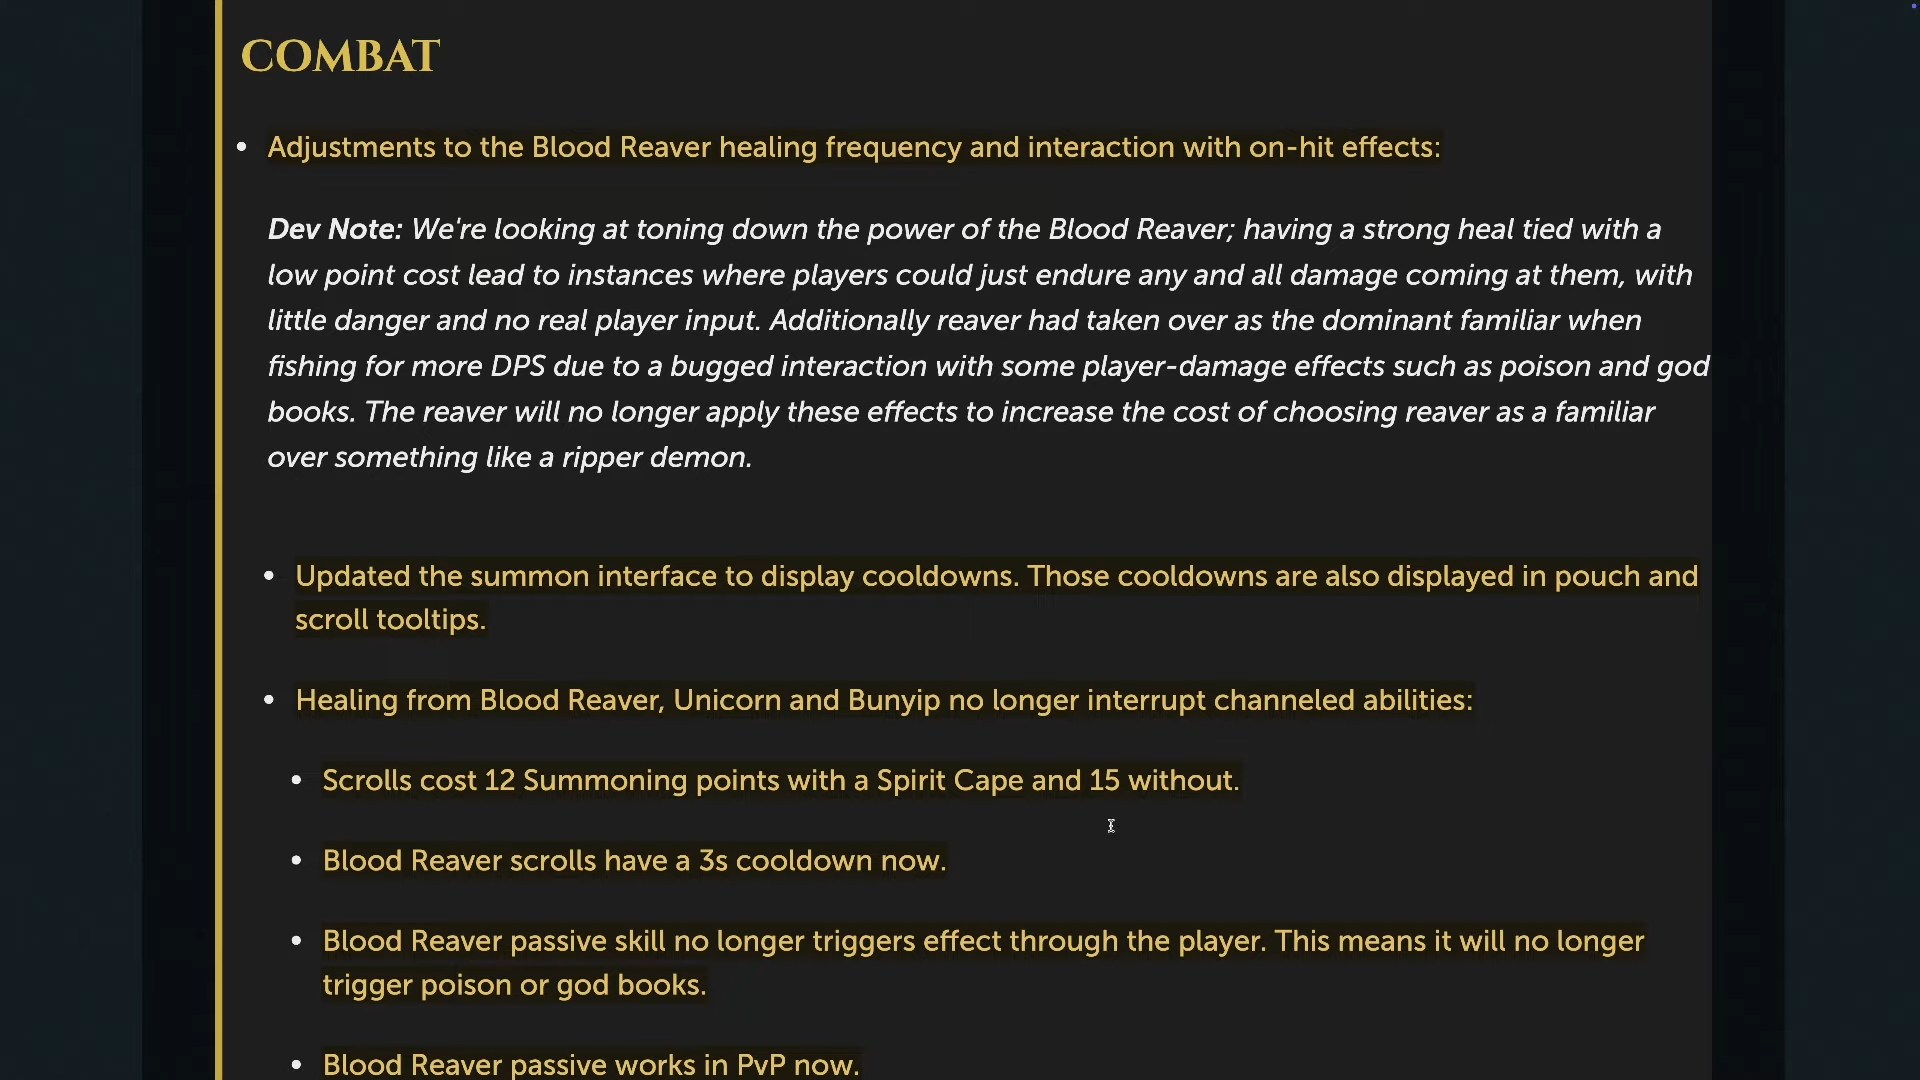 COMBAT
Adjustments to the Blood Reaver healing frequency and interaction with on-hit effects:
Dev Note: We're looking at toning down the power of the Blood Reaver; having a strong heal tied with a
low point cost lead to instances where players could just endure any and all damage coming at them, with
little danger and no real player input. Additionally reaver had taken over as the dominant familiar when
fishing for more DPS due to a bugged interaction with some player-damage effects such as poison and god
books. The reaver will no longer apply these effects to increase the cost of choosing reaver as a familiar
over something like a ripper demon.
Updated the summon interface to display cooldowns. Those cooldowns are also displayed in pouch and
scroll tooltips.
Healing from Blood Reaver, Unicorn and Bunyip no longer interrupt channeled abilities:
Scrolls cost 12 Summoning points with a Spirit Cape and 15 without.
Blood Reaver scrolls have a 3s cooldown now.
Blood Reaver passive skill no longer triggers effect through the player. This means it will no longer
trigger poison or god books.
Blood Reaver passive works in PvP now.